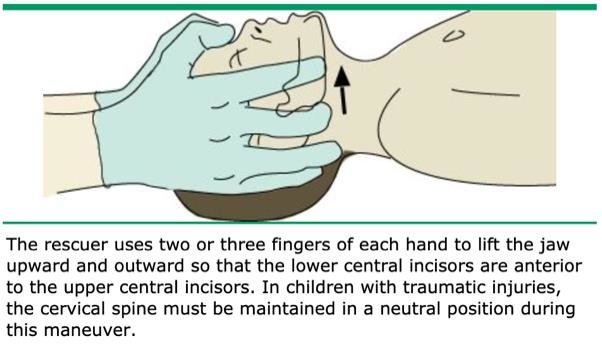 The rescuer uses two or three fingers of each hand to lift the jaw
upward and outward so that the lower central incisors are anterior
to the upper central incisors. In children with traumatic injuries,
the cervical spine must be maintained in a neutral position during
this maneuver.